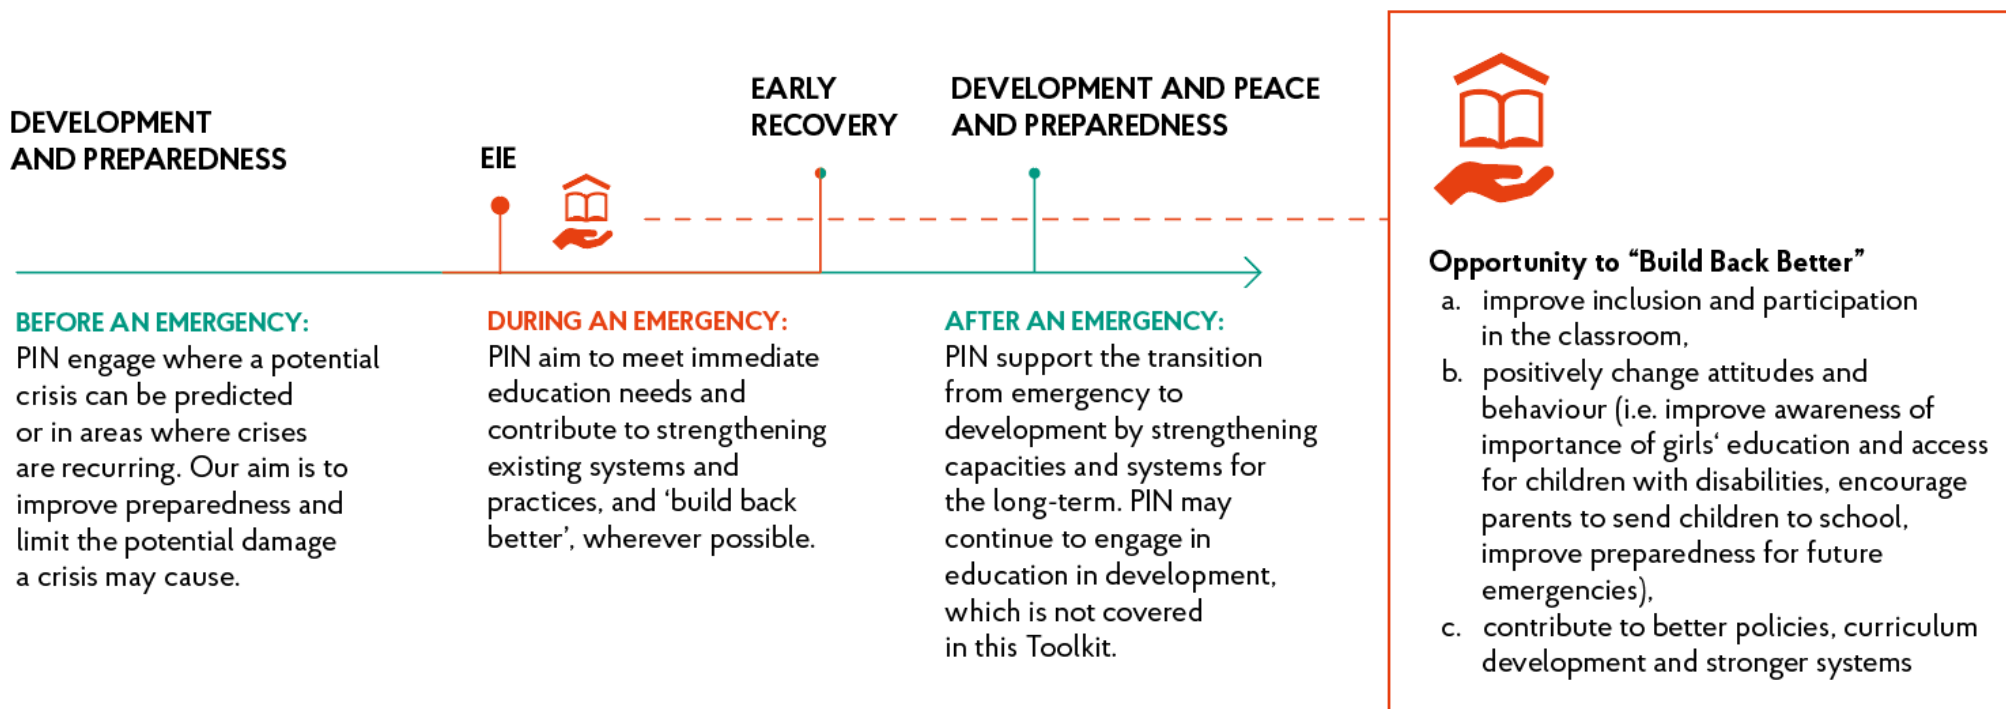 DEVELOPMENT
AND PREPAREDNESS
EIE
EARLY
RECOVERY
DEVELOPMENT AND PEACE
AND PREPAREDNESS
BEFORE AN EMERGENCY:
PIN engage where a potential
crisis can be predicted
or in areas where crises
are recurring. Our aim is to
improve preparedness and
limit the potential damage
a crisis may cause.
DURING AN EMERGENCY:
PIN aim to meet immediate
education needs and
contribute to strengthening
existing systems and
practices, and ‘build back
better’, wherever possible.
AFTER AN EMERGENCY:
PIN support the transition
from emergency to
development by strengthening
capacities and systems for
the long-term. PIN may
continue to engage in
education in development,
which is not covered
in this Toolkit.
Opportunity to “Build Back Better”
a. improve inclusion and participation
in the classroom,
b. positively change attitudes and
behaviour (i.e. improve awareness of
importance of girls‘ education and access
for children with disabilities, encourage
parents to send children to school,
improve preparedness for future
emergencies),
c. contribute to better policies, curriculum
development and stronger systems